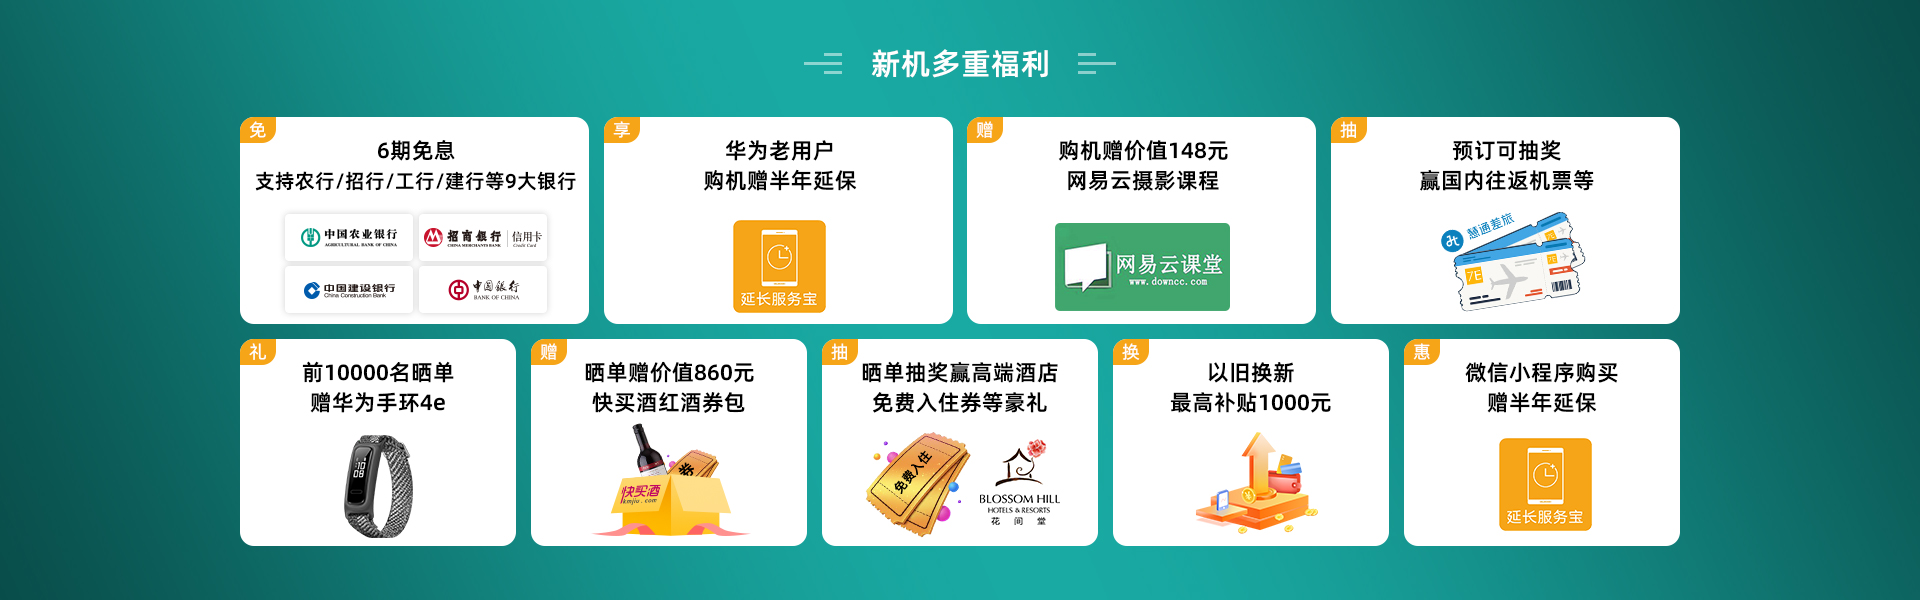 新机多重福利
免
6期免息
支持农行/招行/工行/建行等9大银行
中国农业银行
AGRICULTURAL BANK OF CHINA
招商银行
CHINA MERCHANTS BANK
信用卡
Credit Card
中国建设银行
China Construction Bank
中国银行
BANK OF CHINA
享
华为老用户
购机赠半年延保
延长服务宝
赠
购机赠价值148元
网易云摄影课程
网易云课堂
www.downcc.com
抽
预订可抽奖
赢国内往返机票等
慧通差旅
7E
7E
礼
前10000名晒单
赠华为手环4e
10
08
赠
晒单赠价值860元
快买酒红酒券包
券
快买酒
kmjiu.com
抽
晒单抽奖赢高端酒店
免费入住券等豪礼
免费入住
BLOSSOM HILL
HOTELS & RESORTS
花间堂
换
以旧换新
最高补贴1000元
惠
微信小程序购买
赠半年延保
延长服务宝